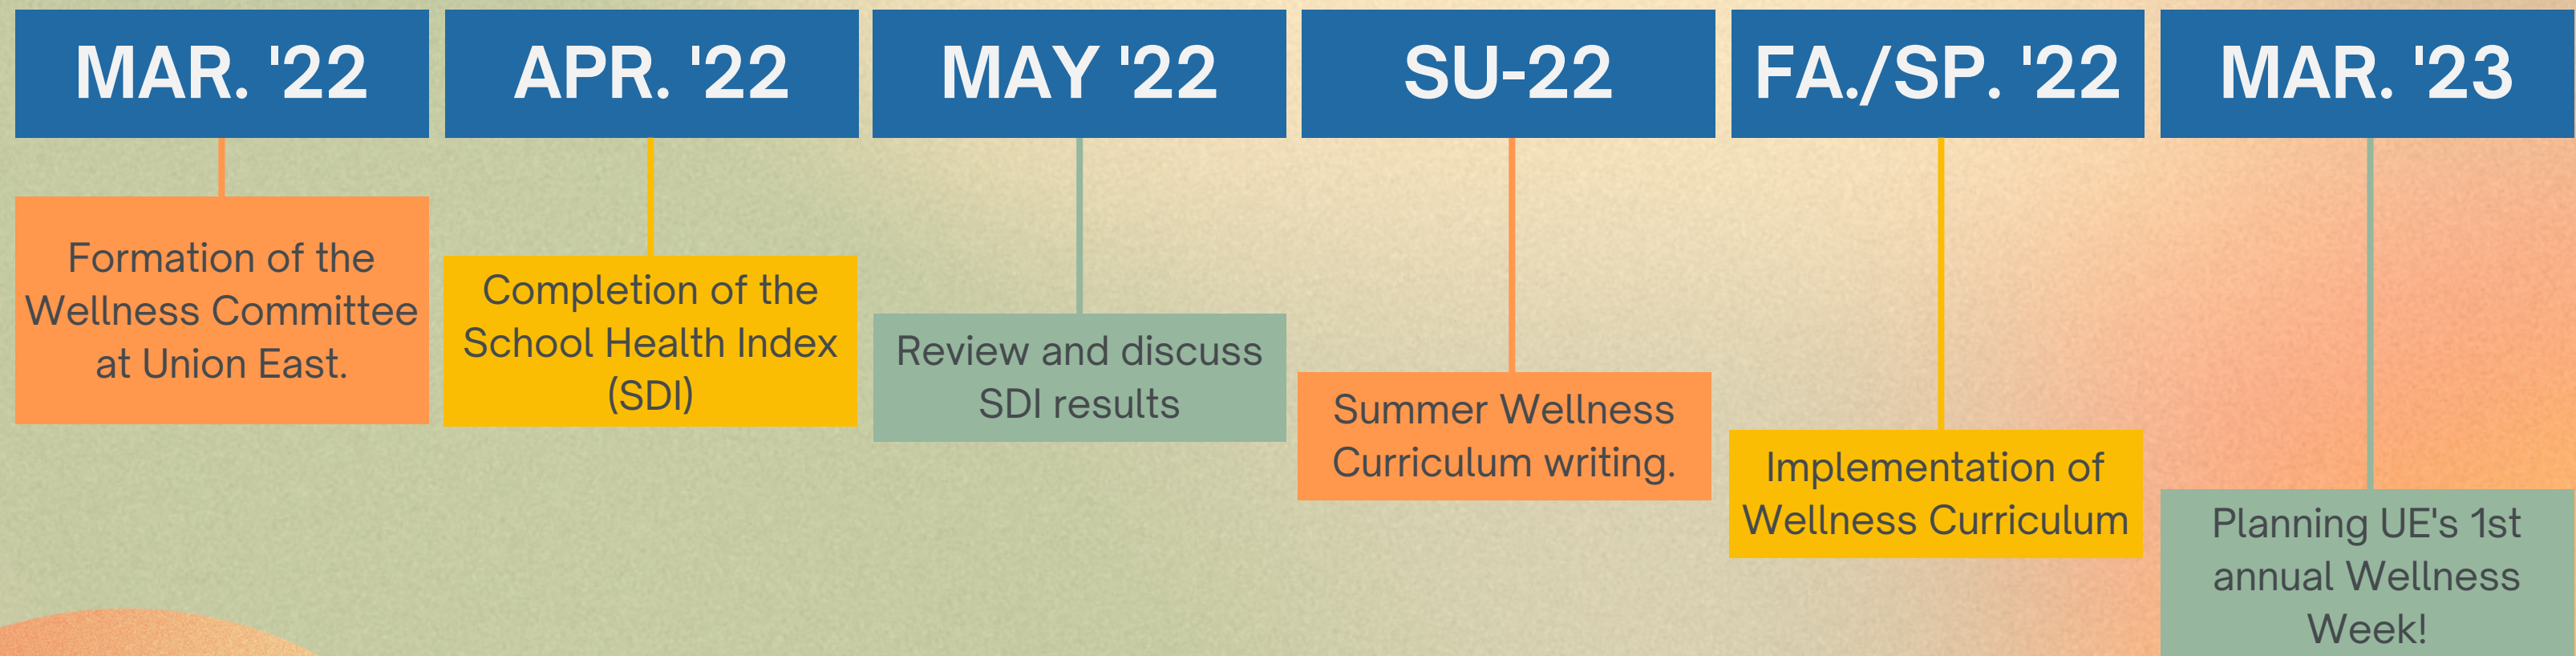 MAR. '22
Formation of the
Wellness Committee
at Union East.
APR. '22
Completion of the
School Health Index
(SDI)
MAY '22
Review and discuss
SDI results
SU-22
Summer Wellness
Curriculum writing.
FA./SP. '22
Implementation of
Wellness Curriculum
MAR. '23
Planning UE's 1st
annual Wellness
Week!